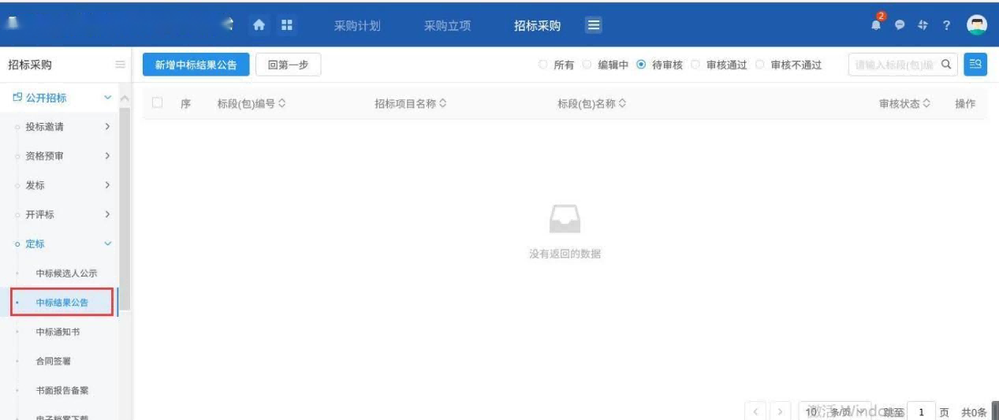 采购计划 采购立项 招标采购 2 ?
招标采购 新增中标结果公告 回第一步 所有 编辑中 待审核 审核通过 审核不通过 请输入标段(包)编
公开招标
序 标段(包)编号 招标项目名称 标段(包)名称 审核状态 操作
投标邀请
资格预审
发标
开评标
定标
没有返回的数据
中标候选人公示
中标结果公告
中标通知书
合同签署
书面报告备案
电子档案下载
10 条/页 跳至 1 页 共0条
激活 Windows